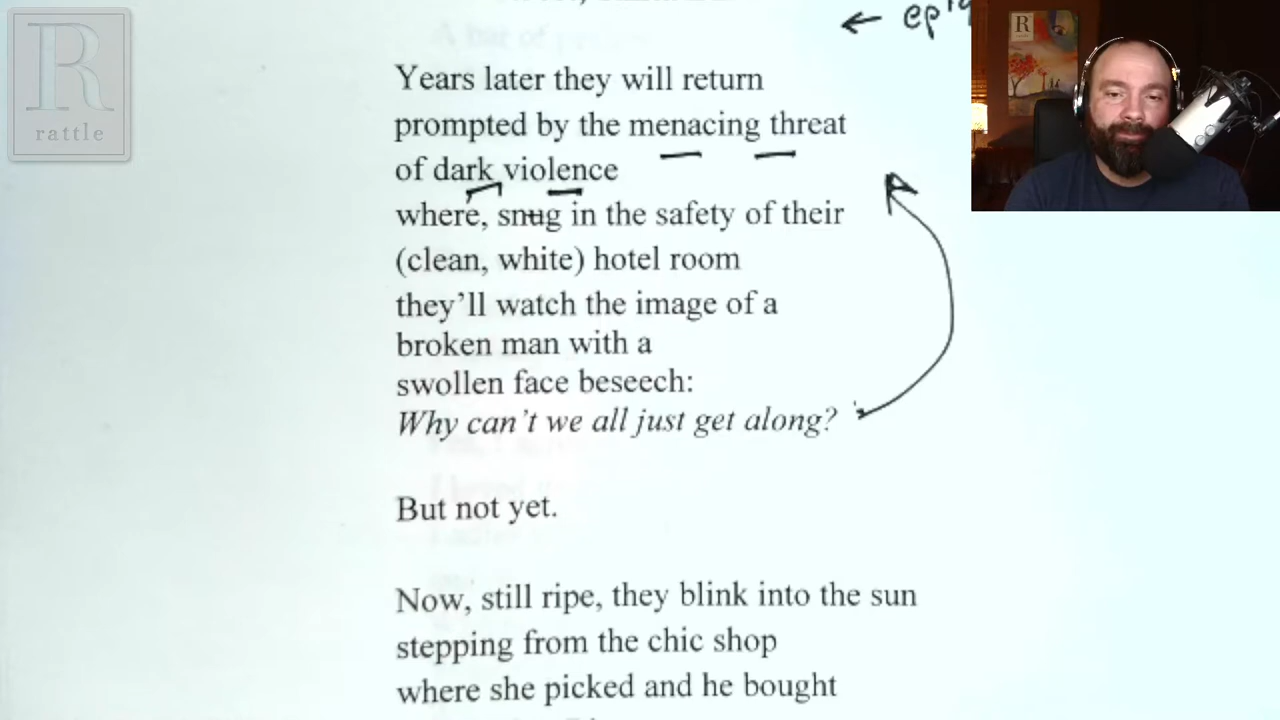 R
rattle
←
Years later they will return
prompted by the menacing threat
of dark violence
where, snug in the safety of their
(clean, white) hotel room
they’ll watch the image of a
broken man with a
swollen face beseech:
Why can’t we all just get along?
But not yet.
Now, still ripe, they blink into the sun
stepping from the chic shop
where she picked and he bought
R